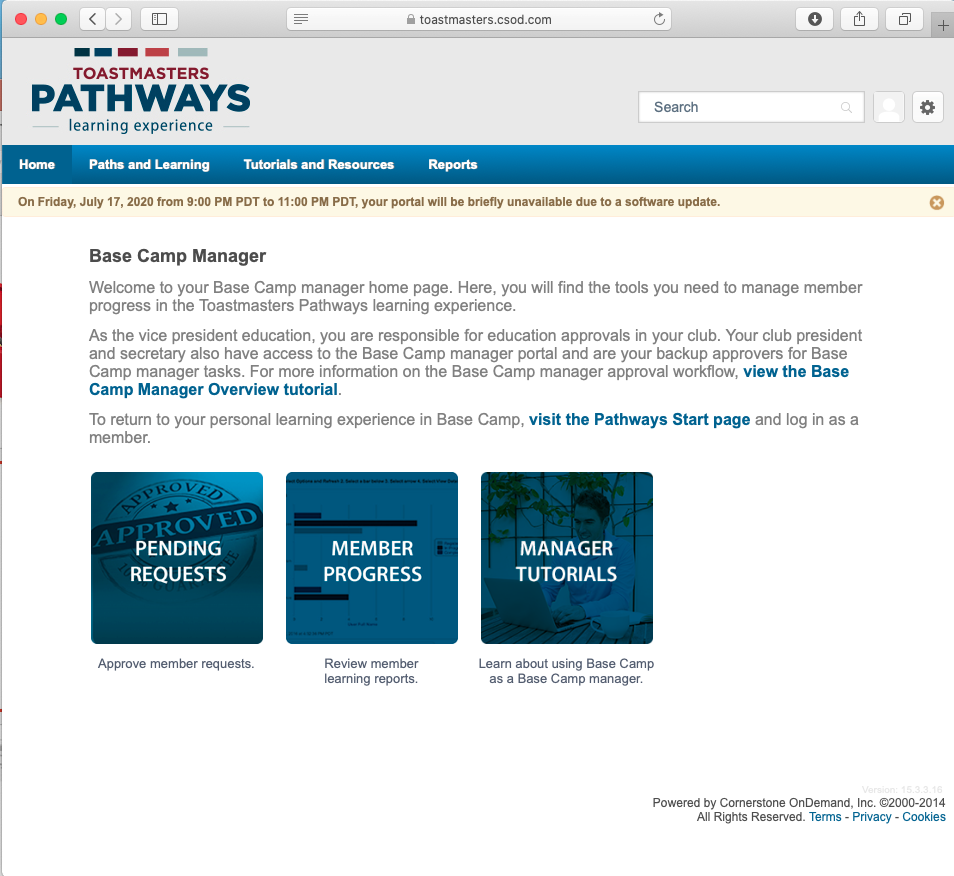 toastmasters.csod.com
TOASTMASTERS
PATHWAYS
learning experience
Search
Home Paths and Learning Tutorials and Resources Reports
On Friday, July 17, 2020 from 9:00 PM PDT to 11:00 PM PDT, your portal will be briefly unavailable due to a software update.
Base Camp Manager
Welcome to your Base Camp manager home page. Here, you will find the tools you need to manage member
progress in the Toastmasters Pathways learning experience.
As the vice president education, you are responsible for education approvals in your club. Your club president
and secretary also have access to the Base Camp manager portal and are your backup approvers for Base
Camp manager tasks. For more information on the Base Camp manager approval workflow, view the Base
Camp Manager Overview tutorial.
To return to your personal learning experience in Base Camp, visit the Pathways Start page and log in as a
member.
APPROVED
APPROVED
PENDING
REQUESTS
MEMBER
PROGRESS
MANAGER
TUTORIALS
Approve member requests.
Review member
learning reports.
Learn about using Base Camp
as a Base Camp manager.
Version: 15.3.3.16
Powered by Cornerstone OnDemand, Inc. ©2000-2014
All Rights Reserved. Terms - Privacy - Cookies